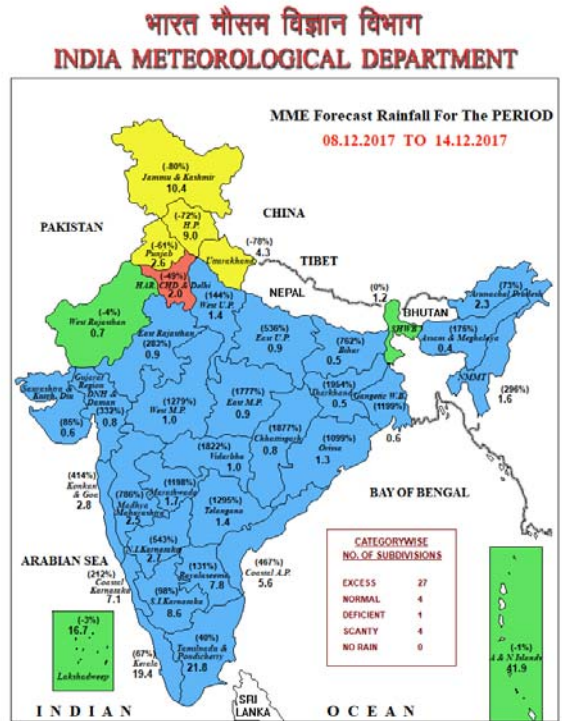 भारत मौसम विज्ञान विभाग
INDIA METEOROLOGICAL DEPARTMENT
MME Forecast Rainfall For The PERIOD
08.12.2017 TO 14.12.2017
(-80%)
Jammu & Kashmir
10.4
(-72%)
H.P.
9.0
CHINA
PAKISTAN
(-61%)
Punjab
2.6
Uttarakhand
(-78%)
4.3
TIBET
(-49%)
HAR. CHD & Delhi
2.0
NEPAL
(0%)
1.2
SHWB
BHUTAN
(73%)
Arunachal Pradesh
2.3
(-4%)
West Rajasthan
0.7
(144%)
West U.P.
1.4
East Rajasthan
(282%)
0.9
(536%)
East U.P.
0.9
(762%)
Bihar
0.5
(176%)
Assam & Meghalaya
0.4
NMMT
(296%)
1.6
Saurashtra &
Kutch, Diu
(85%)
0.6
Gujarat
Region
DNH &
Daman
(332%)
0.8
(1279%)
West M.P.
1.0
(1777%)
East M.P.
0.9
(1954%)
Jharkhand
0.5
Gangetic W.B.
(1199%)
0.6
(1877%)
Chhattisgarh
0.8
(1099%)
Orissa
1.3
(1822%)
Vidarbha
1.0
(414%)
Konkan
& Goa
2.8
(786%)
Madhya
Maharashtra
2.5
(1198%)
Marathwada
1.7
(1295%)
Telangana
1.4
BAY OF BENGAL
ARABIAN SEA
(543%)
N.I.Karnataka
2.7
(131%)
Rayalaseema
7.8
(467%)
Coastal A.P.
5.6
(212%)
Coastal
Karnataka
7.1
(98%)
S.I.Karnataka
8.6
CATEGORYWISE
NO. OF SUBDIVISIONS
EXCESS 27
NORMAL 4
DEFICIENT 1
SCANTY 4
NO RAIN 0
(-3%)
16.7
Lakshadweep
(67%)
Kerala
19.4
(40%)
Tamilnadu &
Pondicherry
21.8
(-1%)
A & N Islands
41.9
SRI
LANKA
INDIAN OCEAN